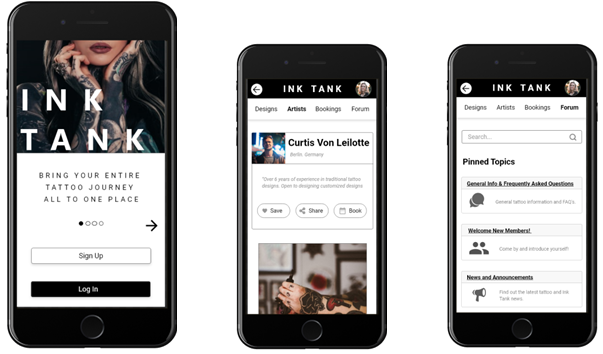 INK
TANK
BRING YOUR ENTIRE
TATTOO JOURNEY
ALL TO ONE PLACE
Sign Up
Log In
INK TANK
Designs Artists Bookings Forum
Curtis Von Leilotte
Berlin, Germany
"Over 6 years of experience in traditional tattoo
designs. Open to designing customized designs
Save Share Book
INK TANK
Designs Artists Bookings Forum
Search...
Pinned Topics
General Info & Frequently Asked Questions
General tattoo information and FAQ's.
Welcome New Members!
Come by and introduce yourself!
News and Announcements
Find out the latest tattoo and Ink
Tank news.